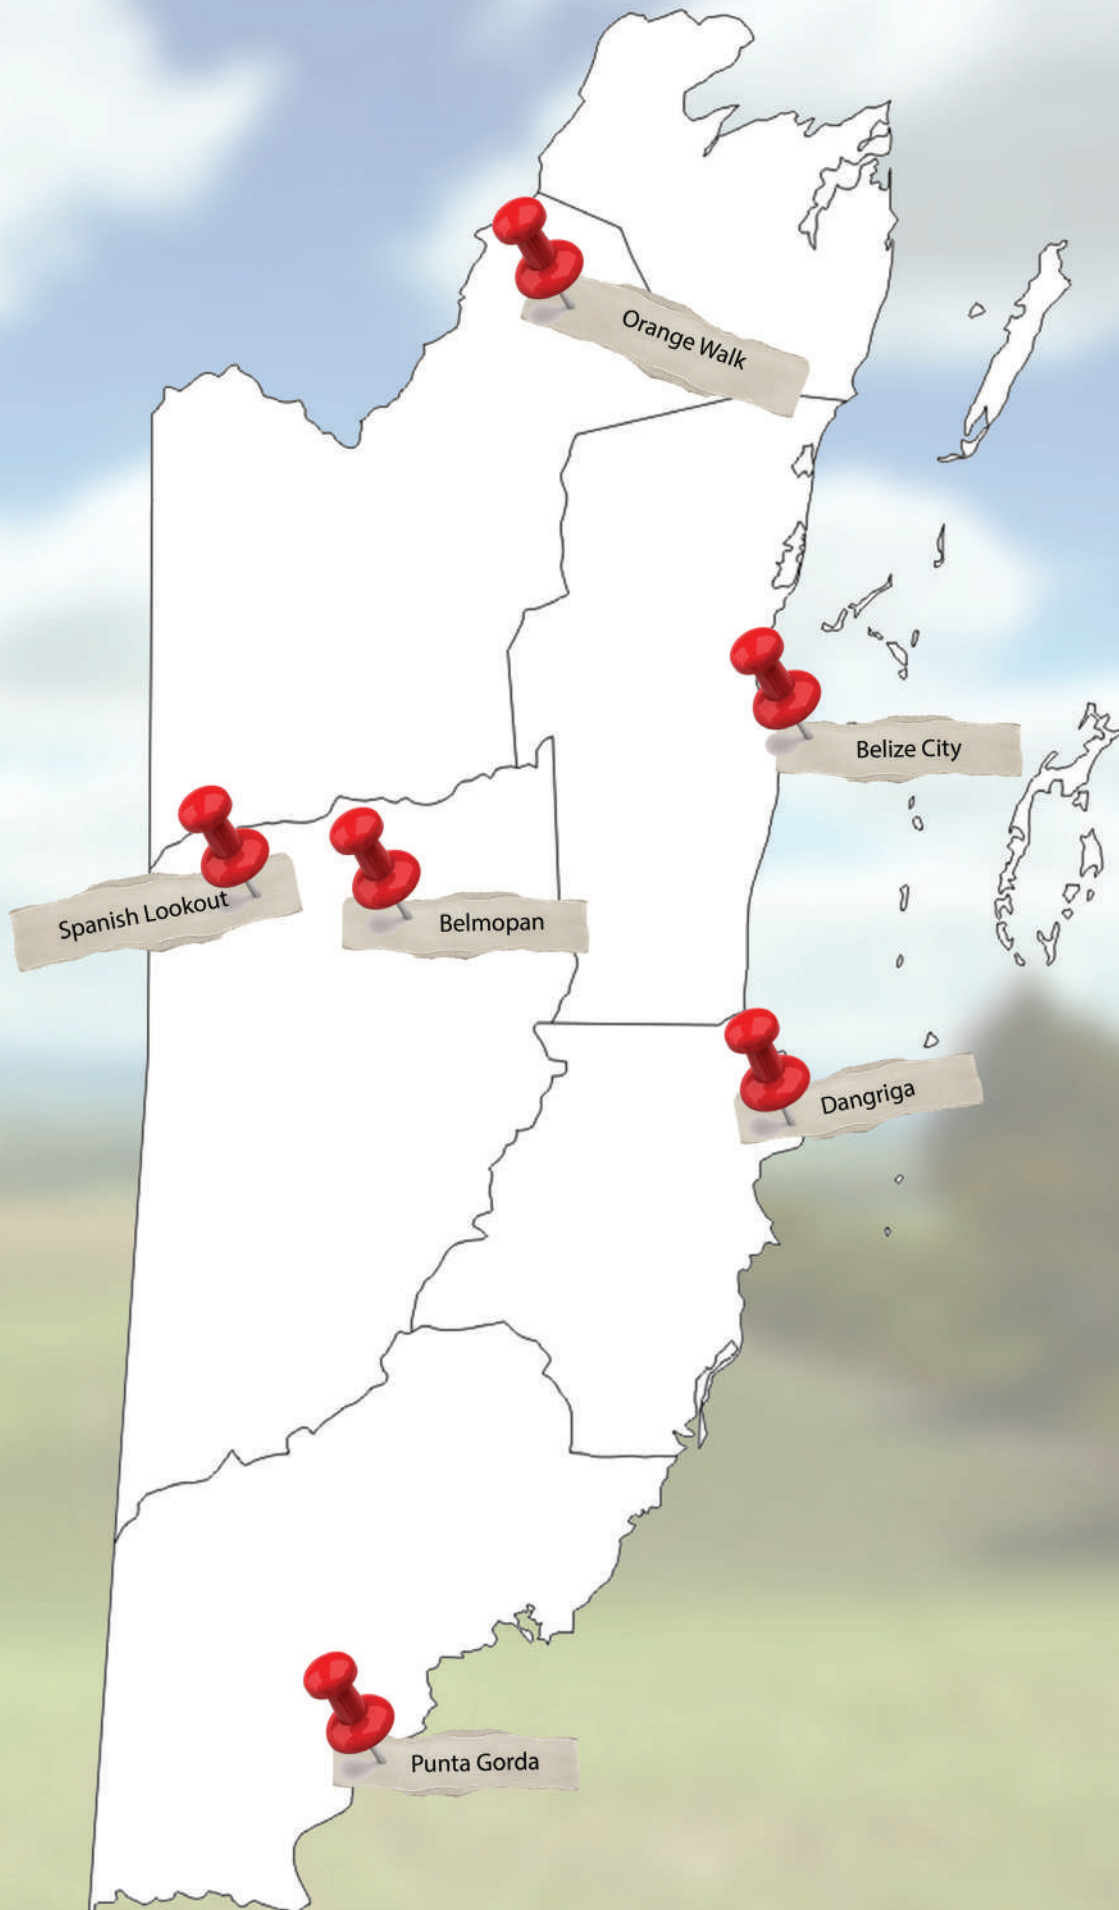 Orange Walk
Belize City
Spanish Lookout
Belmopan
Dangriga
Punta Gorda